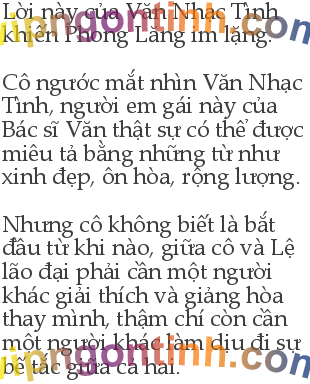 Lời này của Văn Nhạc Tình
khiến Phong Lăng im lặng.
Cô ngước mắt nhìn Văn Nhạc
Tình, người em gái này của
Bác sĩ Văn thật sự có thể được
miêu tả bằng những từ như
xinh đẹp, ôn hòa, rộng lượng.
Nhưng cô không biết là bắt
đầu từ khi nào, giữa cô và Lệ
lão đại phải cần một người
khác giải thích và giảng hòa
thay mình, thậm chí còn cần
một người khác làm dịu đi sự
bế tắc giữa cả hai.